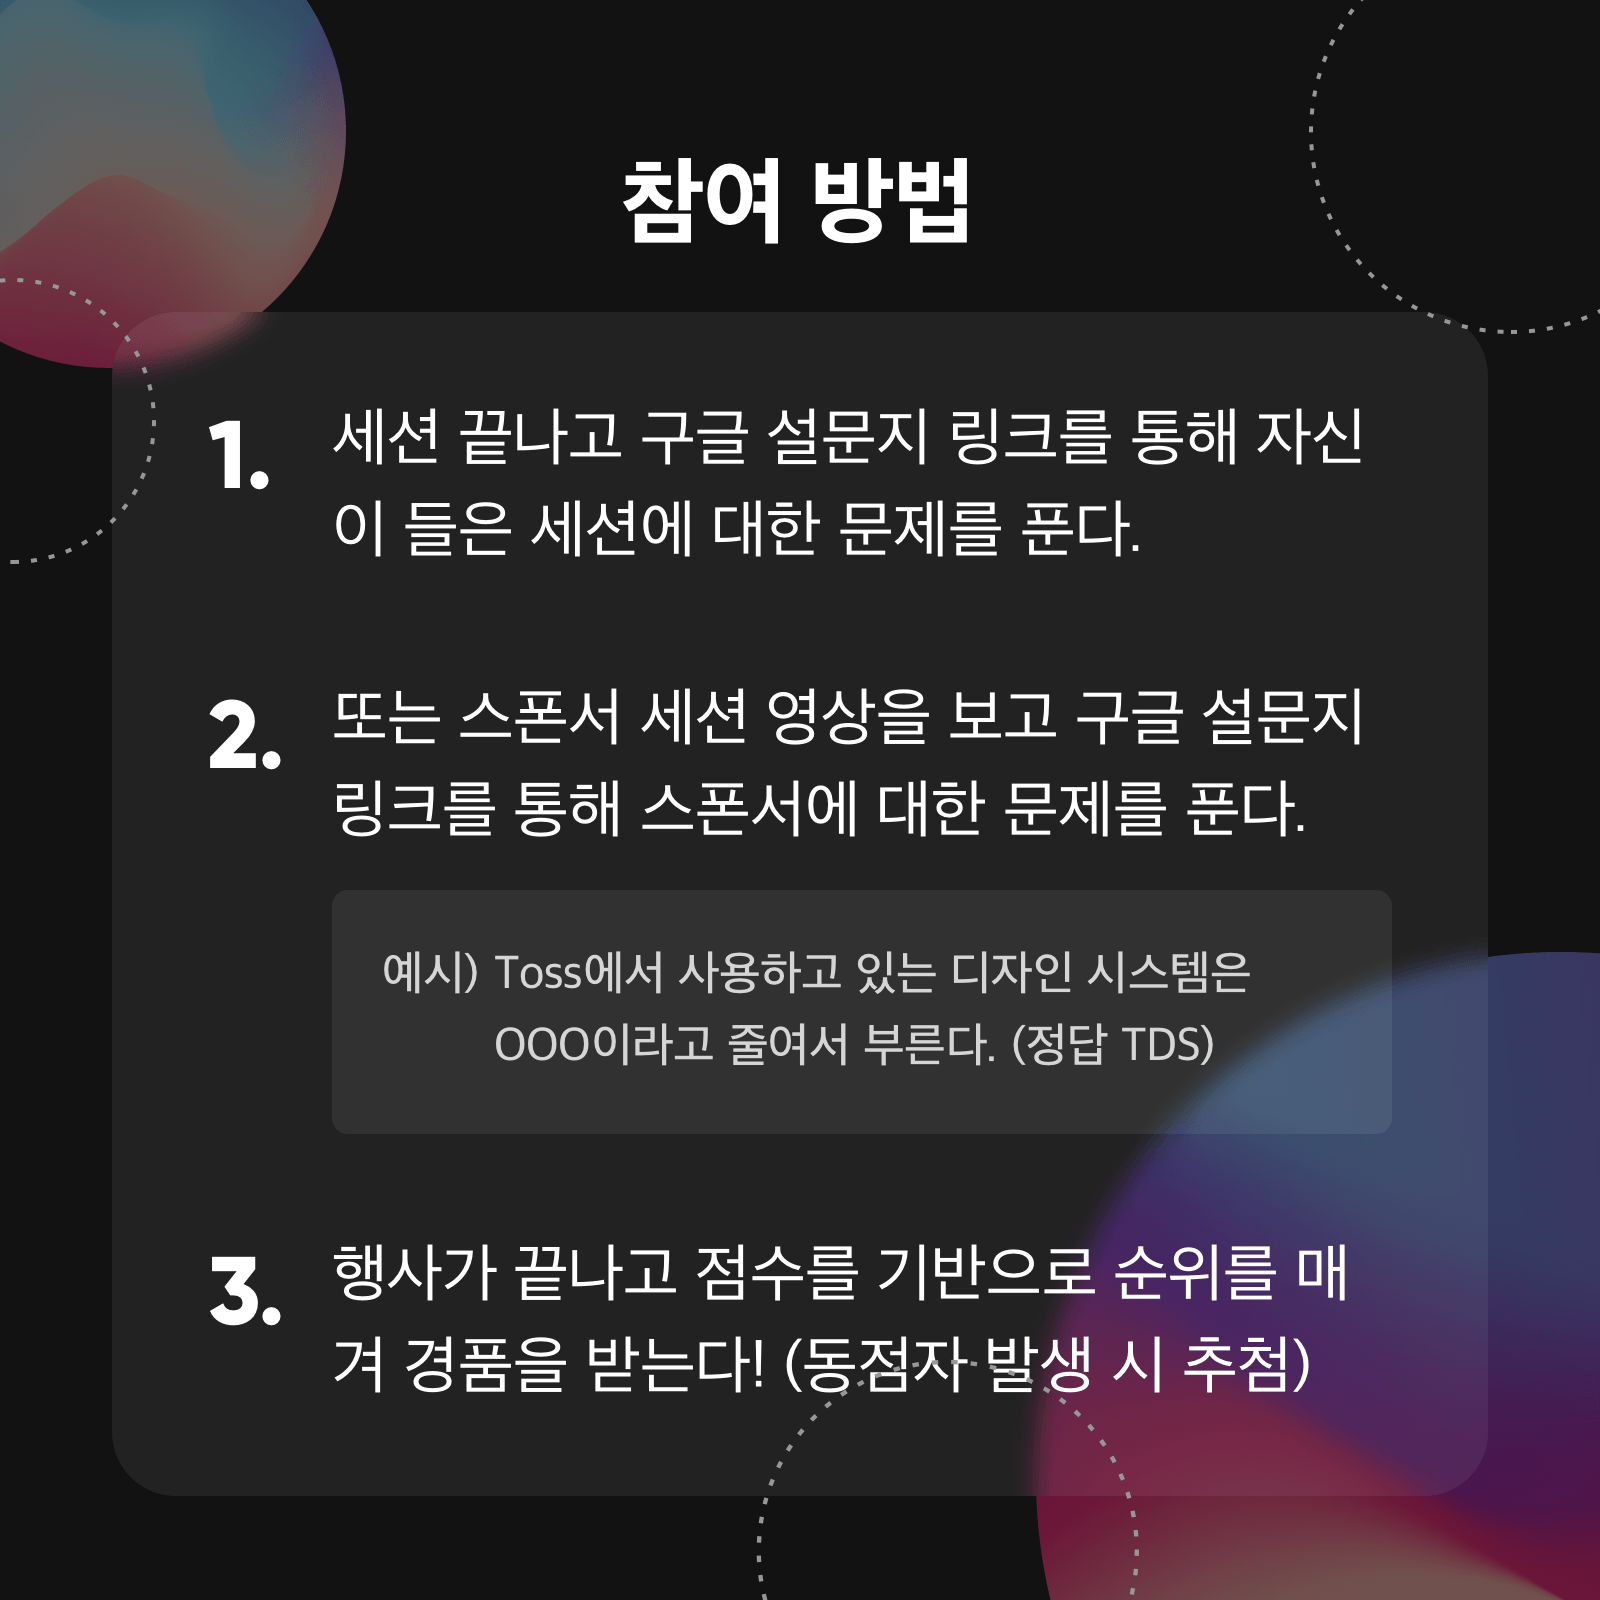 참여 방법
1. 세션 끝나고 구글 설문지 링크를 통해 자신
이 들은 세션에 대한 문제를 푼다.
2. 또는 스폰서 세션 영상을 보고 구글 설문지
링크를 통해 스폰서에 대한 문제를 푼다.
예시) Toss에서 사용하고 있는 디자인 시스템은
OOO이라고 줄여서 부른다. (정답 TDS)
3. 행사가 끝나고 점수를 기반으로 순위를 매
겨 경품을 받는다! (동점자 발생 시 추첨)